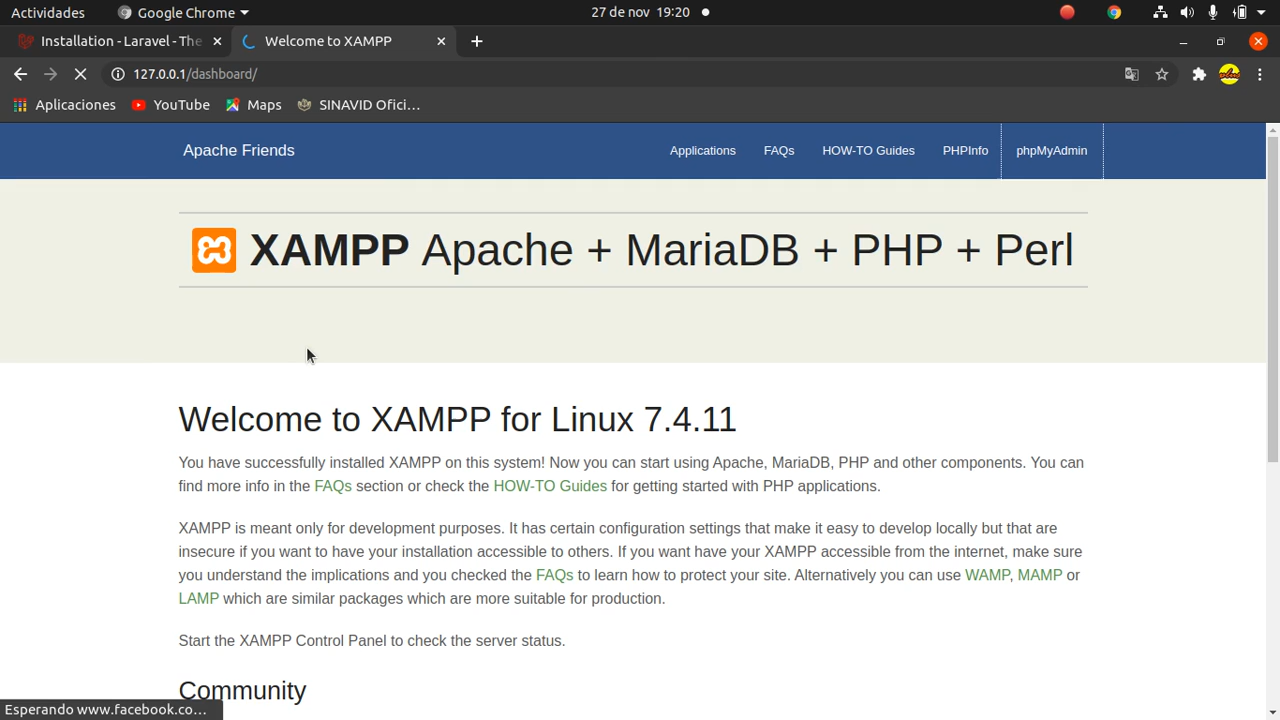 Actividades Google Chrome 27 de nov 19:20
Installation - Laravel - The Welcome to XAMPP
127.0.0.1/dashboard/
Aplicaciones YouTube Maps SINAVID Ofici...
Apache Friends Applications FAQs HOW-TO Guides PHPInfo phpMyAdmin
XAMPP Apache + MariaDB + PHP + Perl
Welcome to XAMPP for Linux 7.4.11
You have successfully installed XAMPP on this system! Now you can start using Apache, MariaDB, PHP and other components. You can
find more info in the FAQs section or check the HOW-TO Guides for getting started with PHP applications.
XAMPP is meant only for development purposes. It has certain configuration settings that make it easy to develop locally but that are
insecure if you want to have your installation accessible to others. If you want have your XAMPP accessible from the internet, make sure
you understand the implications and you checked the FAQs to learn how to protect your site. Alternatively you can use WAMP, MAMP or
LAMP which are similar packages which are more suitable for production.
Start the XAMPP Control Panel to check the server status.
Community
Esperando www.facebook.co...